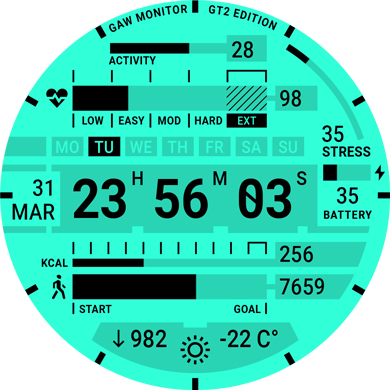 GAW MONITOR GT2 EDITION
28
ACTIVITY
98
LOW EASY MOD HARD EXT
35
STRESS
MO TU WE TH FR SA SU
31
MAR
23 H 56 M 03 S
35
BATTERY
256
KCAL
7659
START GOAL
↓982 -22 C°